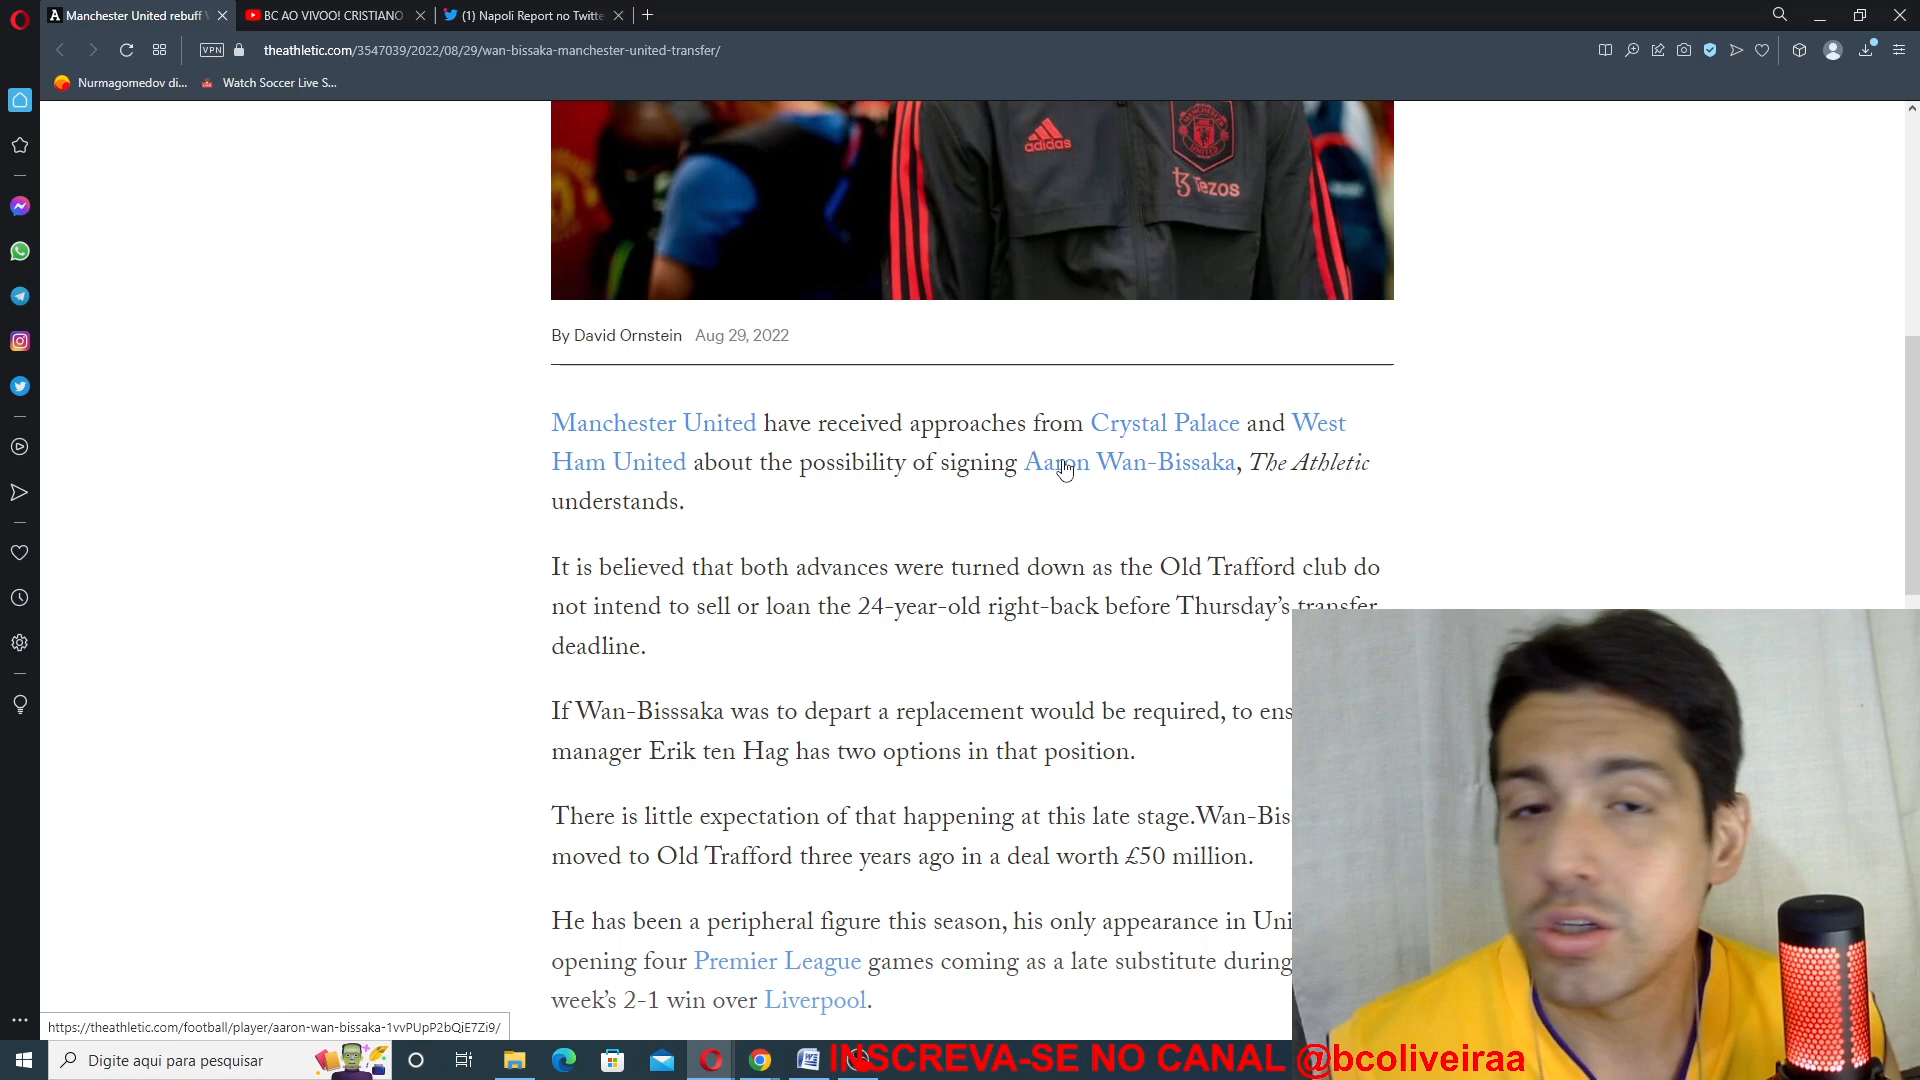 Manchester United rebuff
BC AO VIVOO! CRISTIANO
(1) Napoli Report no Twitte
VPN
theathletic.com/3547039/2022/08/29/wan-bissaka-manchester-united-transfer/
Nurmagomedov di...
Watch Soccer Live S...
adidas
Tezos
By David Ornstein Aug 29, 2022
Manchester United have received approaches from Crystal Palace and West
Ham United about the possibility of signing Aaron Wan-Bissaka, The Athletic
understands.
It is believed that both advances were turned down as the Old Trafford club do
not intend to sell or loan the 24-year-old right-back before Thursday’s transfer
deadline.
If Wan-Bisssaka was to depart a replacement would be required, to ens
manager Erik ten Hag has two options in that position.
There is little expectation of that happening at this late stage.Wan-Bis
moved to Old Trafford three years ago in a deal worth £50 million.
He has been a peripheral figure this season, his only appearance in Uni
opening four Premier League games coming as a late substitute during
week’s 2-1 win over Liverpool.
https://theathletic.com/football/player/aaron-wan-bissaka-1vvPUpP2bQiE7Zi9/
Digite aqui para pesquisar
INSCREVA-SE NO CANAL @bcoliveiraa